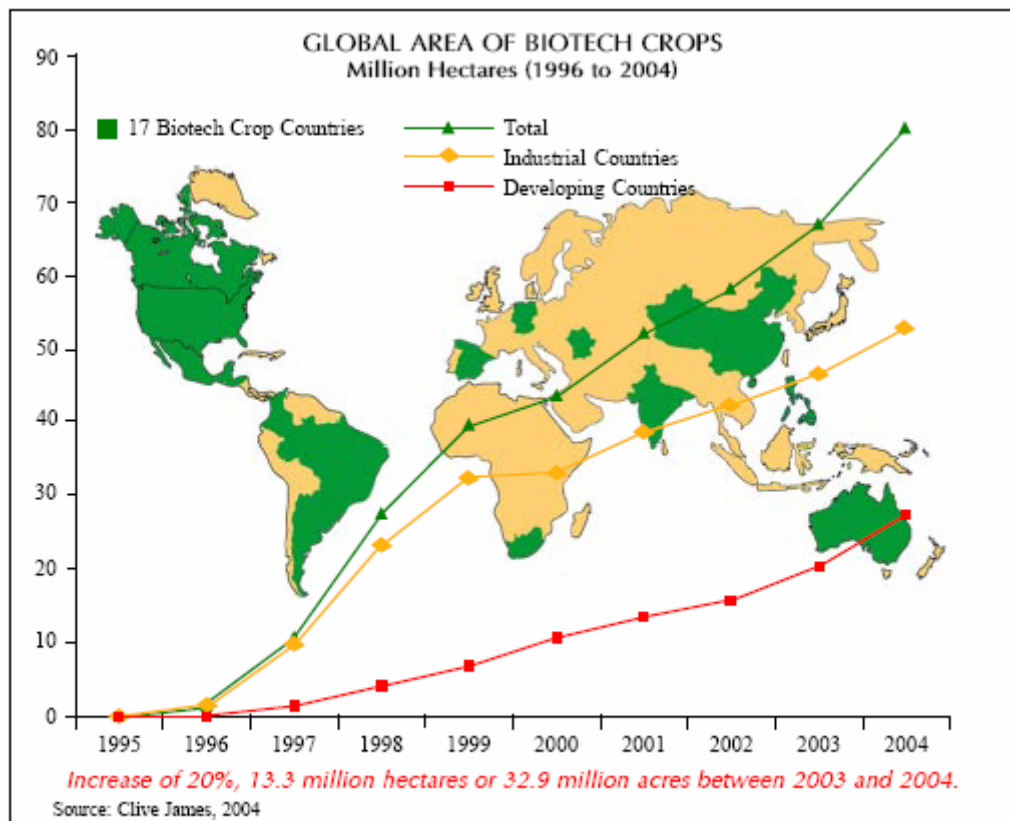 GLOBAL AREA OF BIOTECH CROPS
Million Hectares (1996 to 2004)
90
80
70
60
50
40
30
20
10
0
17 Biotech Crop Countries
Total
Industrial Countries
Developing Countries
1995 1996 1997 1998 1999 2000 2001 2002 2003 2004
Increase of 20%, 13.3 million hectares or 32.9 million acres between 2003 and 2004.
Source: Clive James, 2004